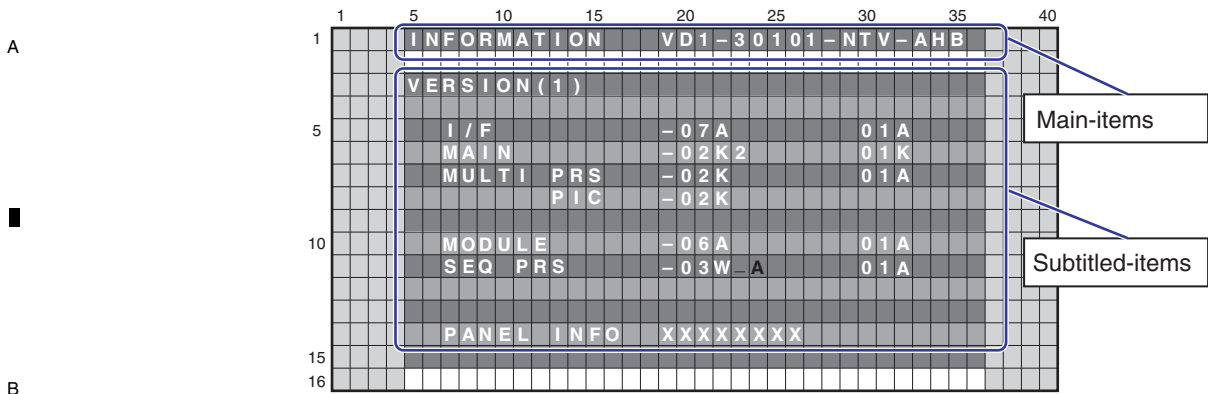 1 5 10 15 20 25 30 35 40
A
1 INFORMATION VD1–30101–NTV–AHB
VERSION(1)
Main-items
5 I/F –07A 01A
MAIN –02K2 01K
MULTI PRS –02K 01A
PIC –02K
10 MODULE –06A 01A
SEQ PRS –03W_A 01A
Subtitled-items
PANEL INFO XXXXXXXX
15
16
B